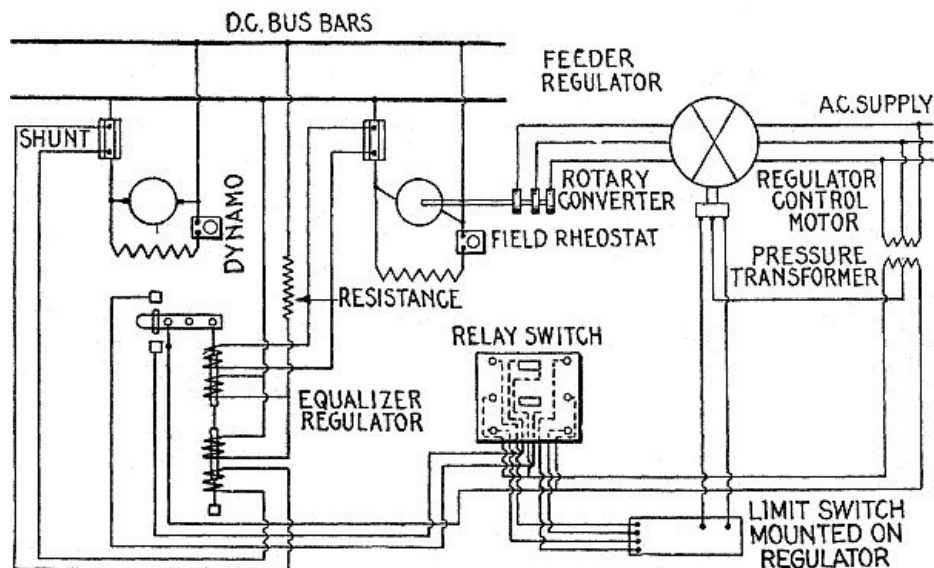 D.C. BUS BARS
FEEDER
REGULATOR
A.C. SUPPLY
SHUNT
DYNAMO
ROTARY
CONVERTER
REGULATOR
CONTROL
MOTOR
FIELD RHEOSTAT
PRESSURE
TRANSFORMER
RESISTANCE
RELAY SWITCH
EQUALIZER
REGULATOR
LIMIT SWITCH
MOUNTED ON
REGULATOR